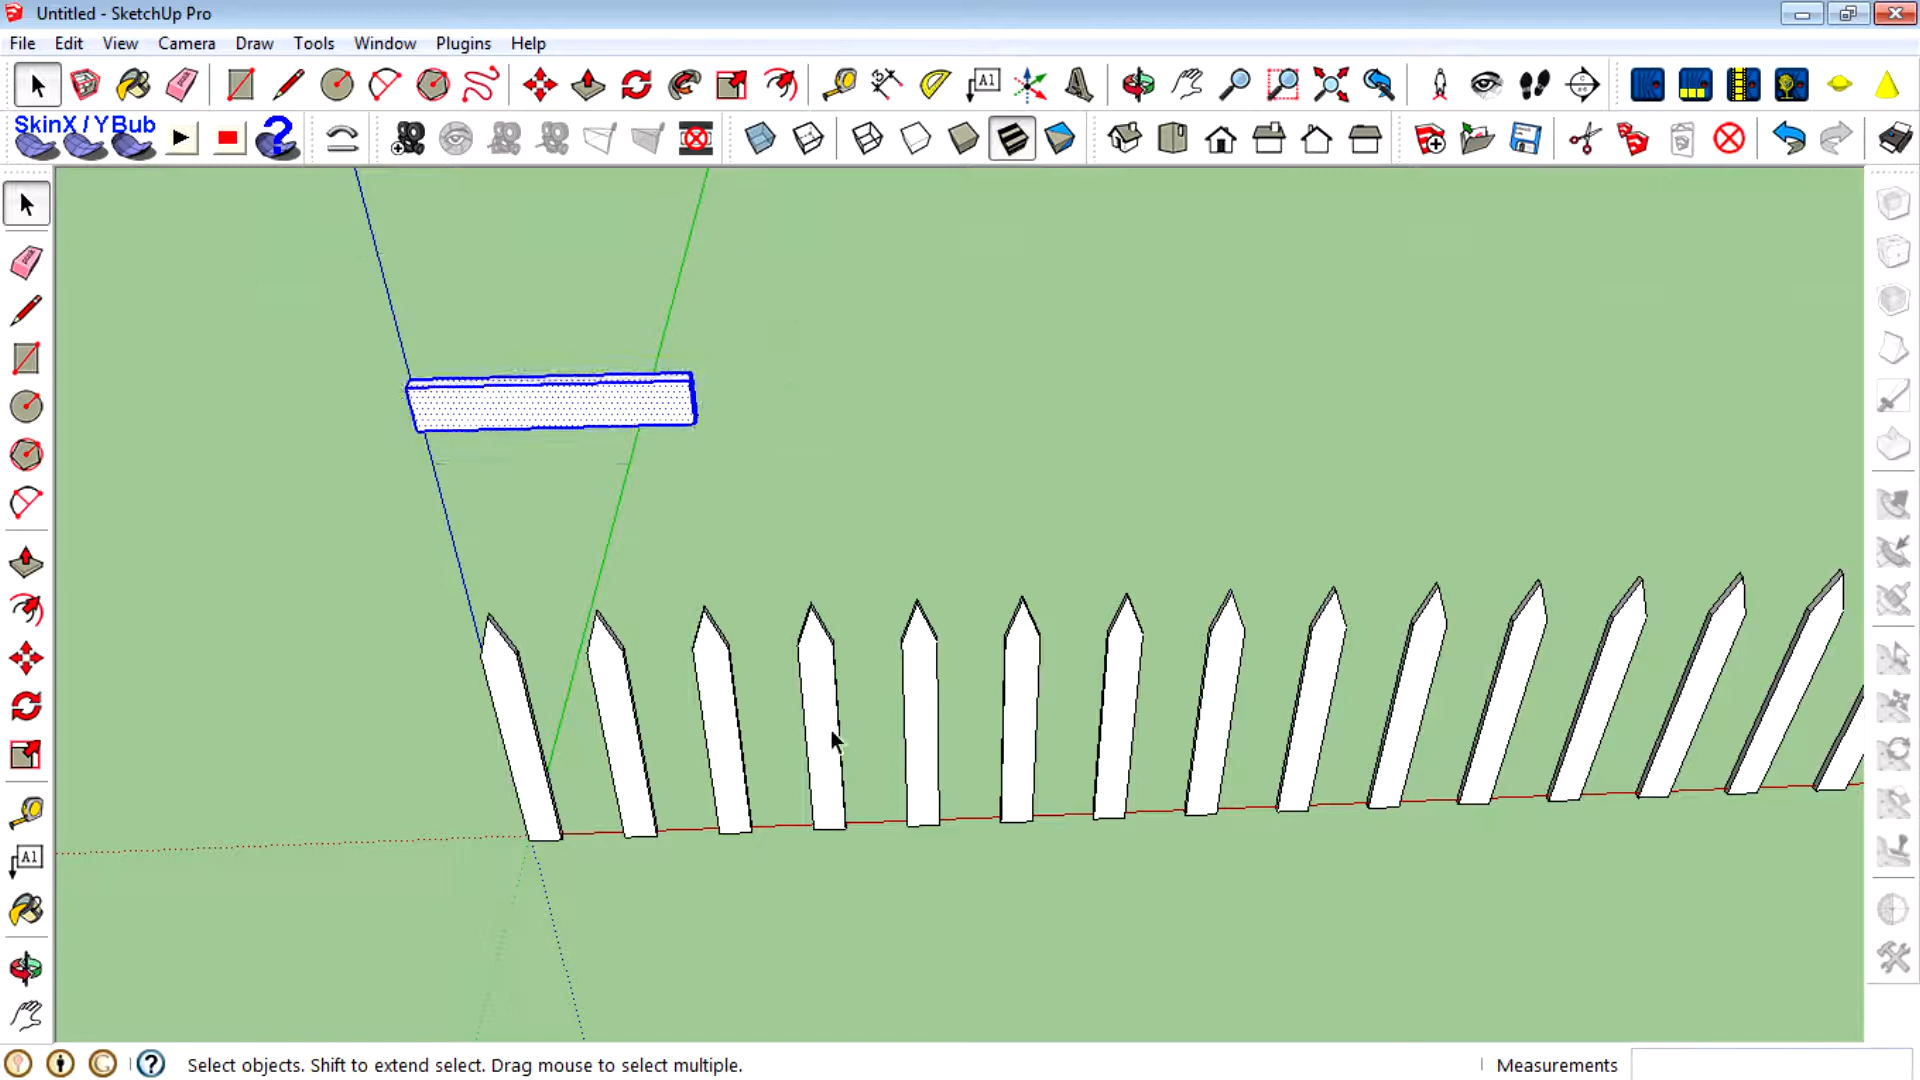 Untitled - SketchUp Pro
File Edit View Camera Draw Tools Window Plugins Help
A1
SkinX / YBub
?
A1
G ? Select objects. Shift to extend select. Drag mouse to select multiple. Measurements